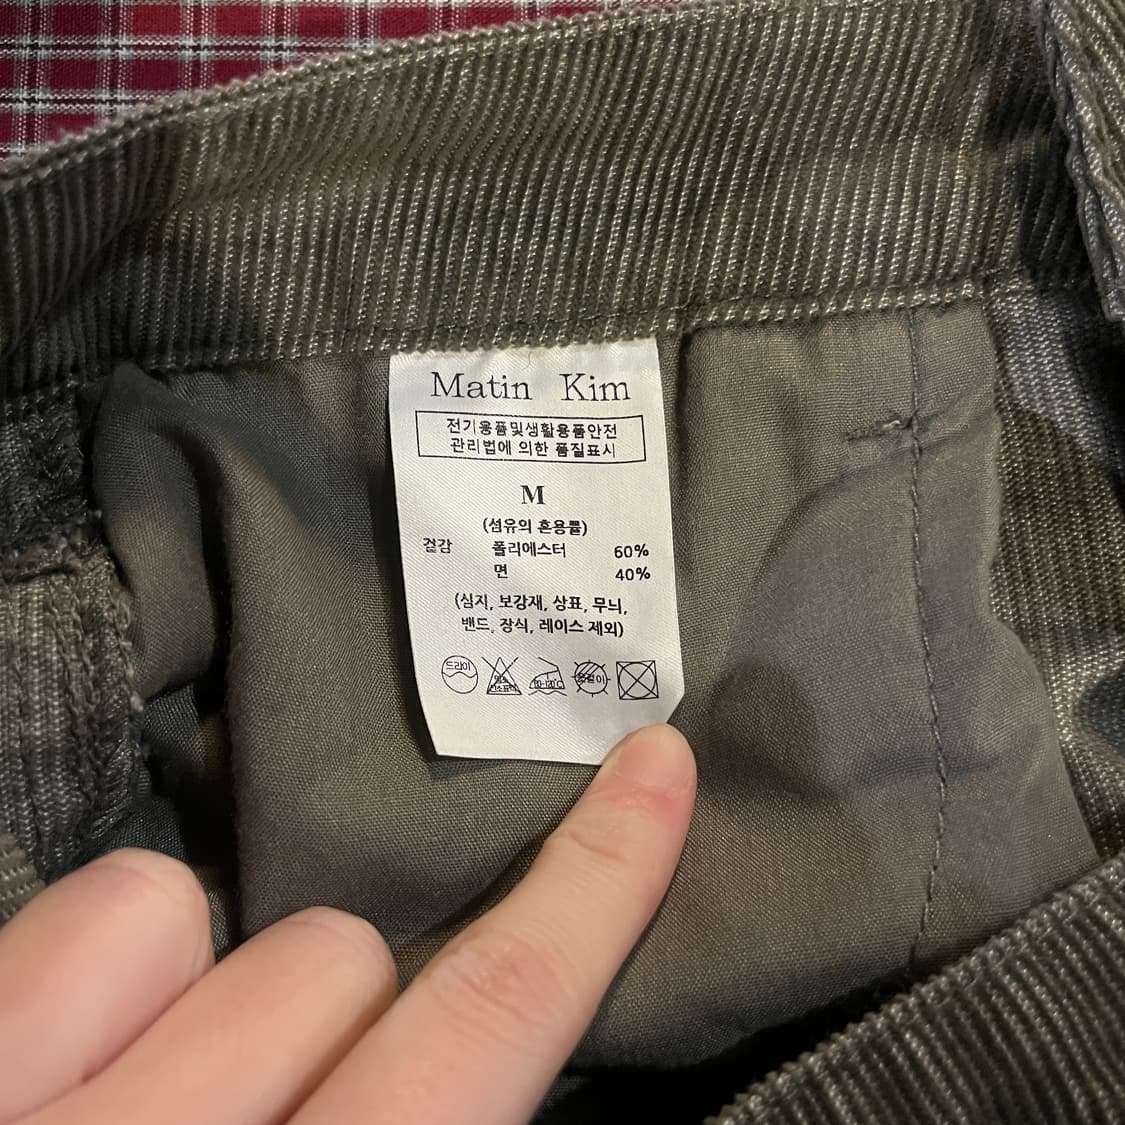 Matin Kim
전기용품및생활용품안전
관리법에 의한 품질표시
M
(섬유의 혼용률)
겉감 폴리에스터 60%
면 40%
(심지, 보강재, 상표, 무늬,
밴드, 장식, 레이스 제외)
드라이